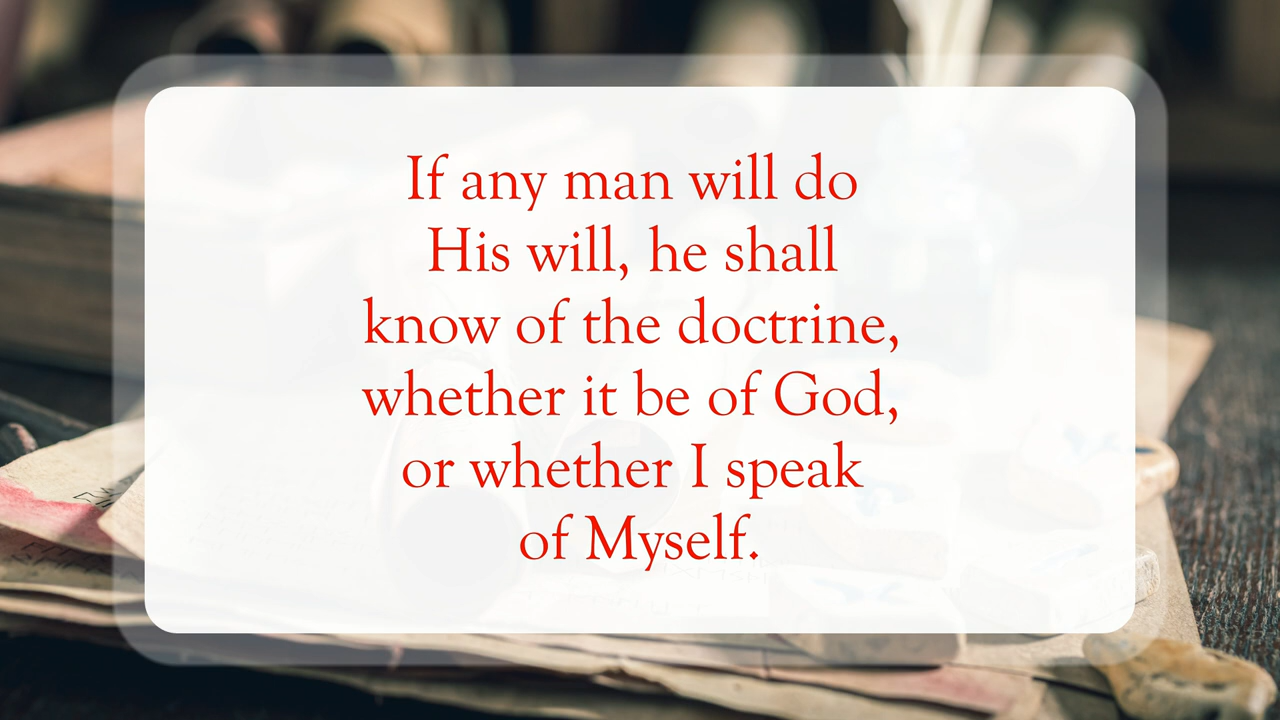 If any man will do
His will, he shall
know of the doctrine,
whether it be of God,
or whether I speak
of Myself.